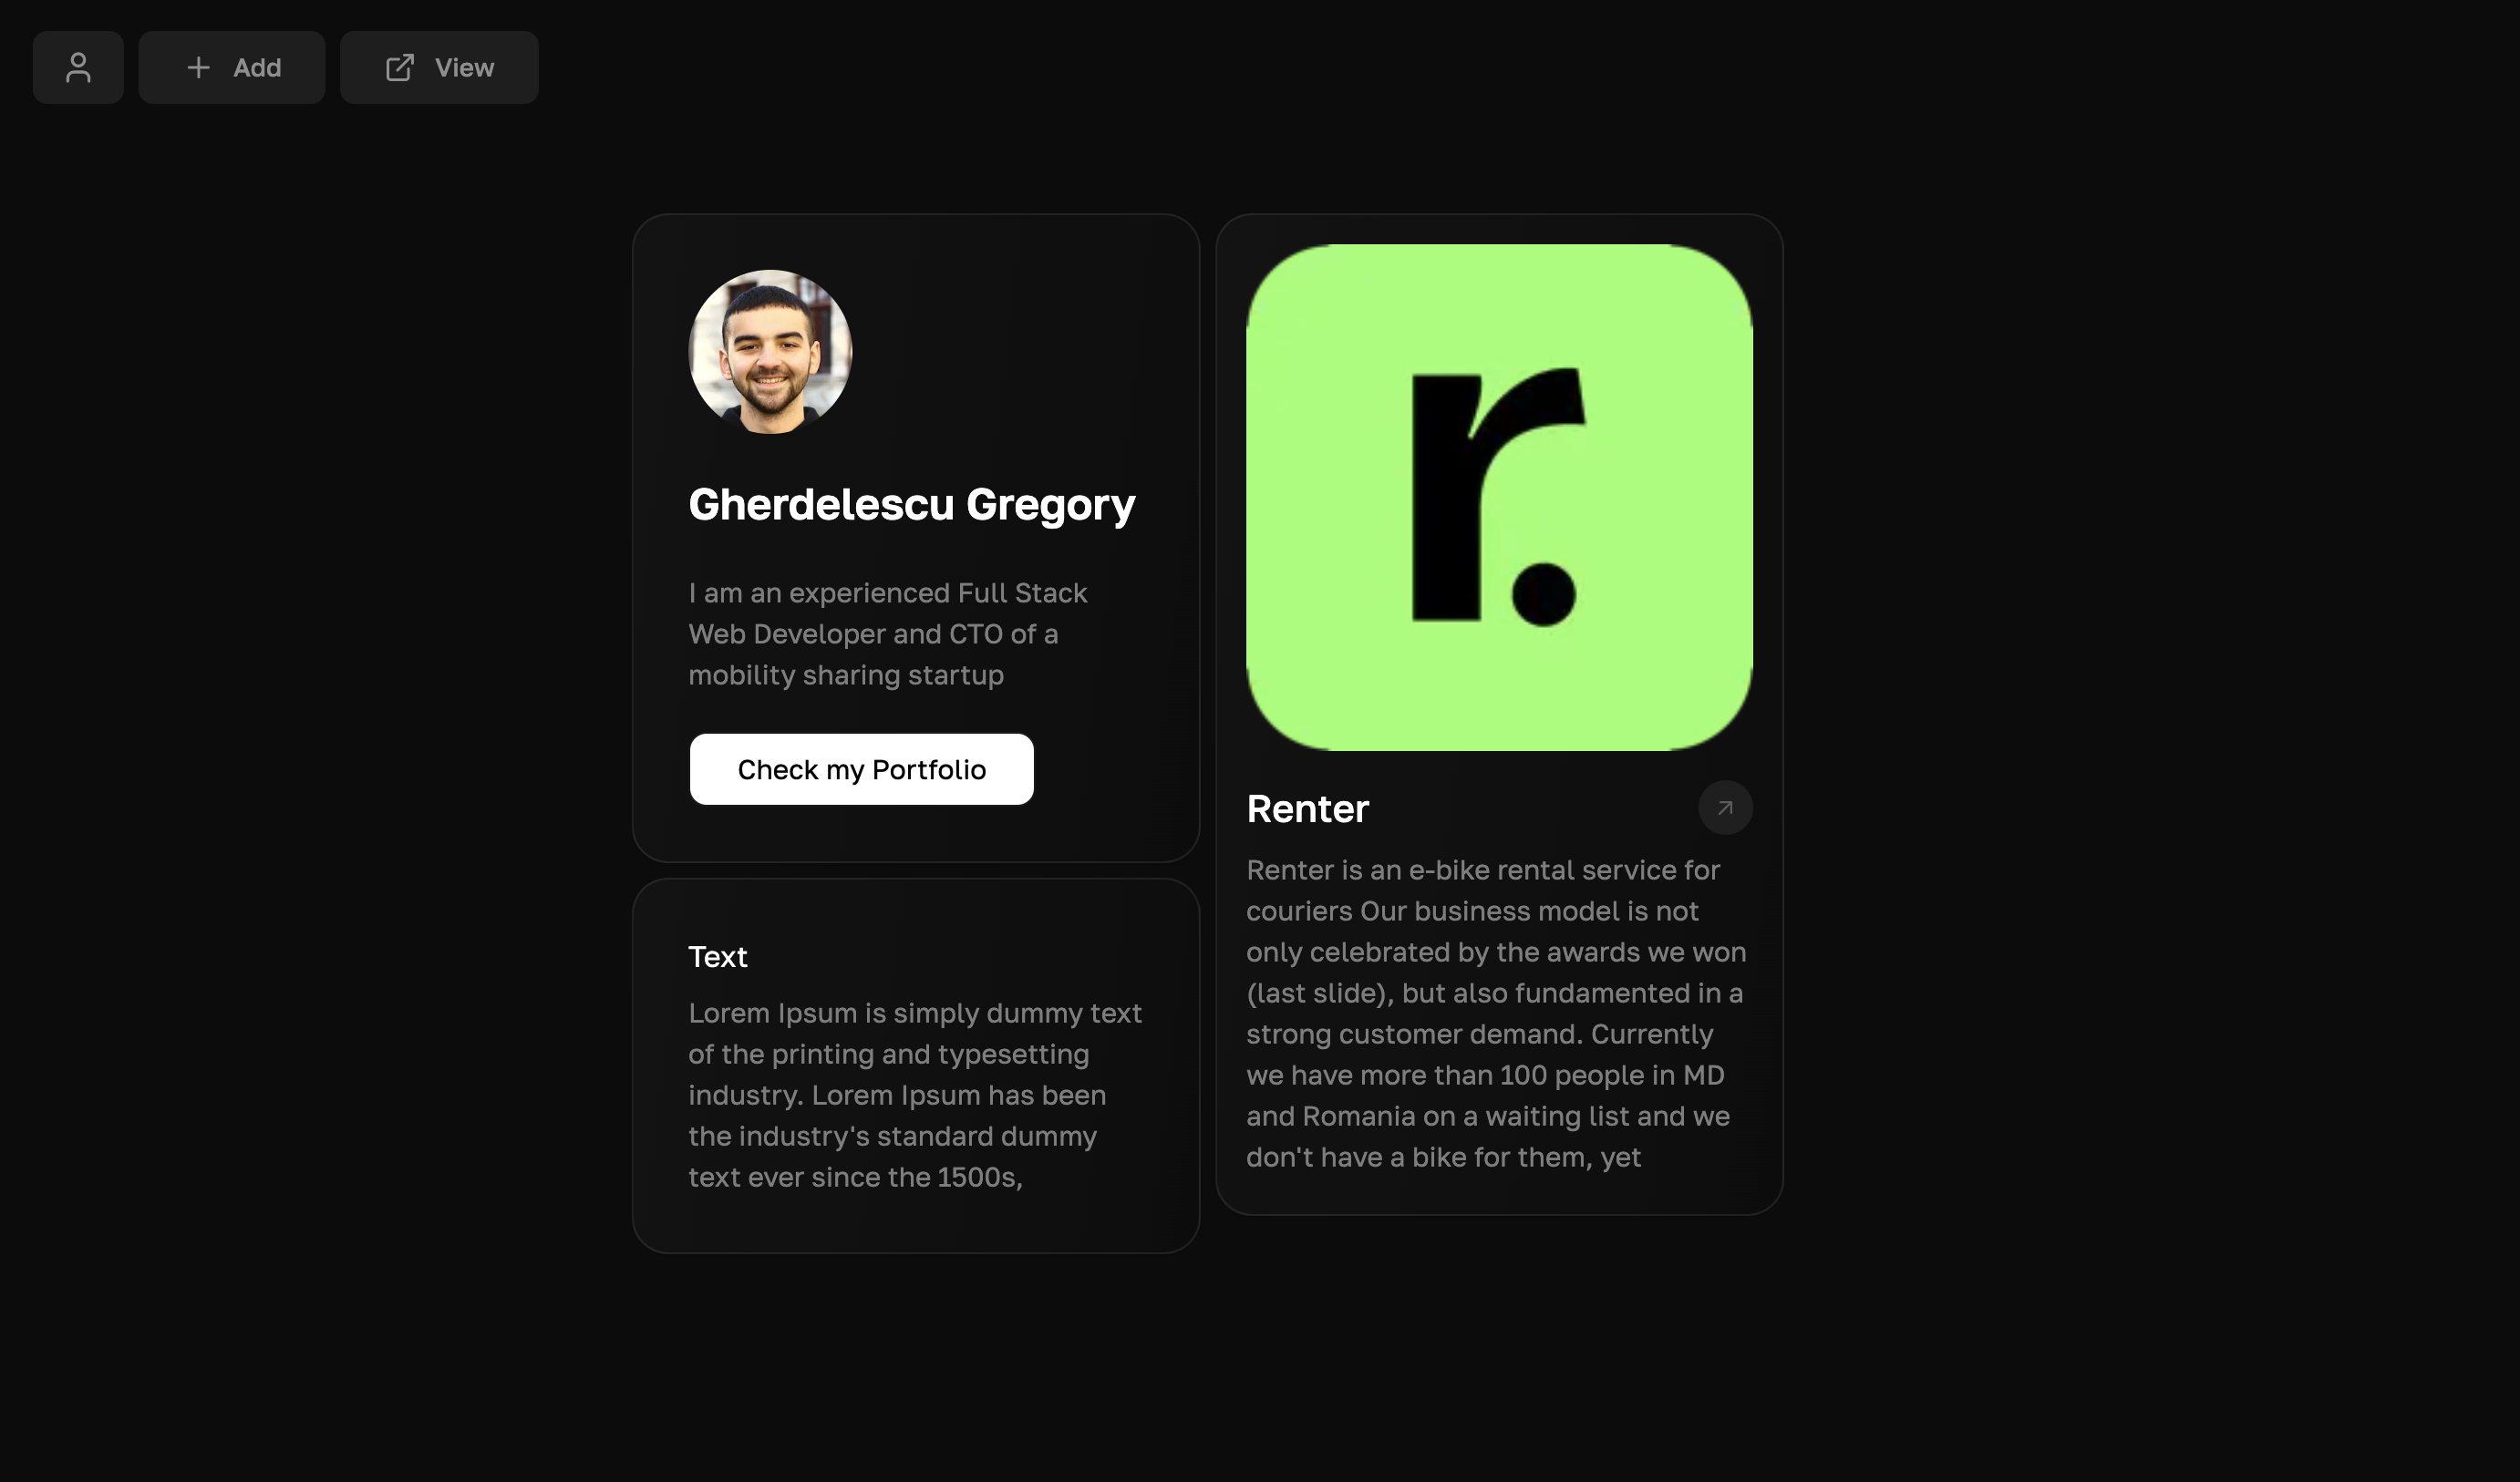 Add
View
Gherdelescu Gregory
I am an experienced Full Stack
Web Developer and CTO of a
mobility sharing startup
Check my Portfolio
Text
Lorem Ipsum is simply dummy text
of the printing and typesetting
industry. Lorem Ipsum has been
the industry's standard dummy
text ever since the 1500s,
r.
Renter
Renter is an e-bike rental service for
couriers Our business model is not
only celebrated by the awards we won
(last slide), but also fundamented in a
strong customer demand. Currently
we have more than 100 people in MD
and Romania on a waiting list and we
don't have a bike for them, yet